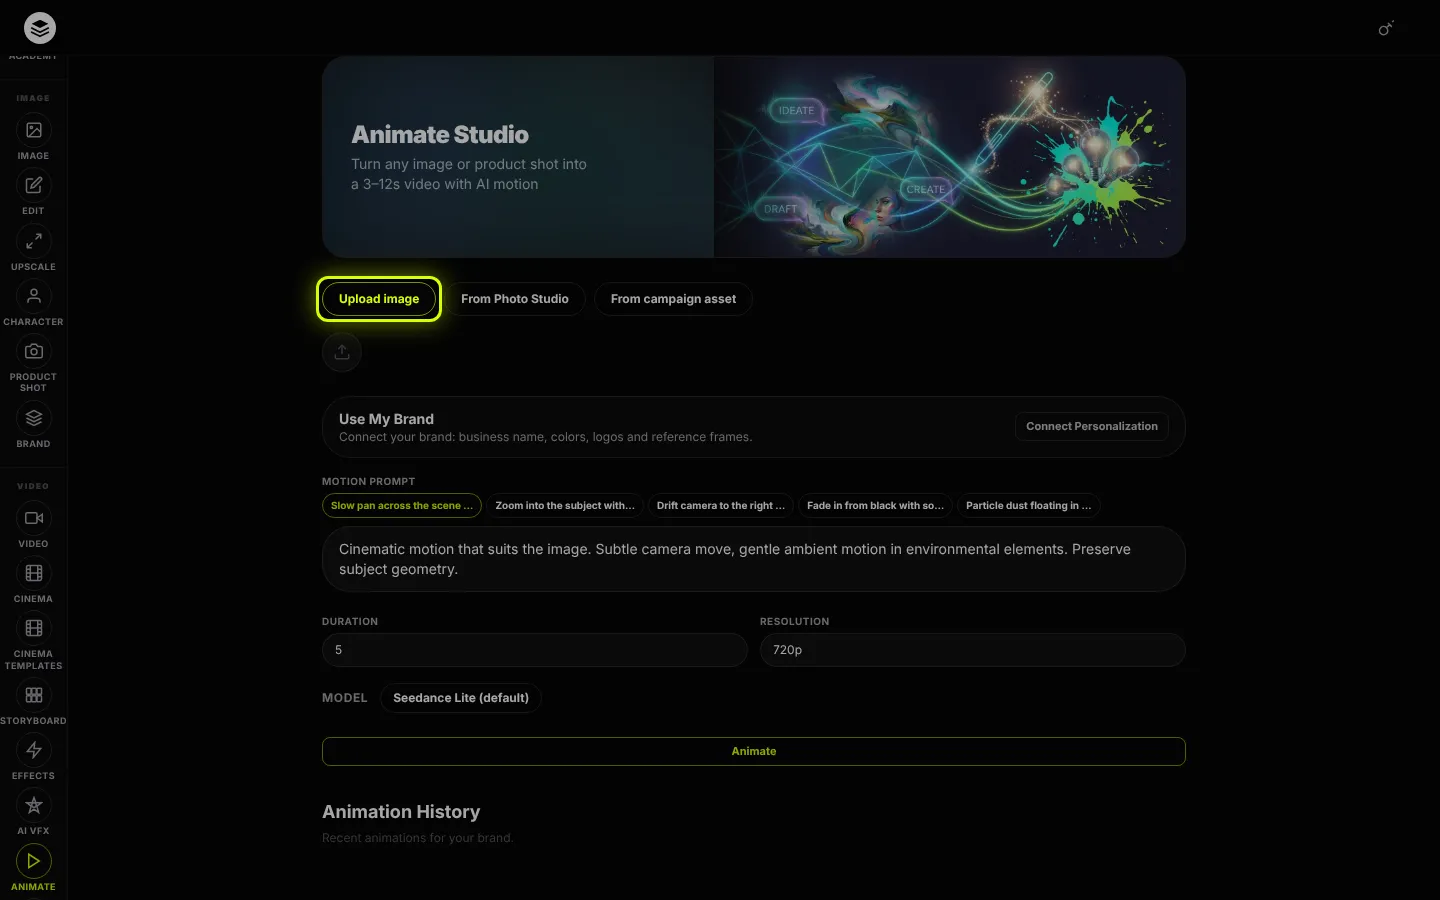 ACADEMY
IMAGE
IMAGE
EDIT
UPSCALE
CHARACTER
PRODUCT
SHOT
BRAND
VIDEO
VIDEO
CINEMA
CINEMA
TEMPLATES
STORYBOARD
EFFECTS
AI VFX
ANIMATE
Animate Studio
Turn any image or product shot into
a 3–12s video with AI motion
IDEATE
CREATE
DRAFT
Upload image
From Photo Studio
From campaign asset
Use My Brand
Connect your brand: business name, colors, logos and reference frames.
Connect Personalization
MOTION PROMPT
Slow pan across the scene ...
Zoom into the subject with...
Drift camera to the right ...
Fade in from black with so...
Particle dust floating in ...
Cinematic motion that suits the image. Subtle camera move, gentle ambient motion in environmental elements. Preserve
subject geometry.
DURATION
RESOLUTION
5
720p
MODEL
Seedance Lite (default)
Animate
Animation History
Recent animations for your brand.